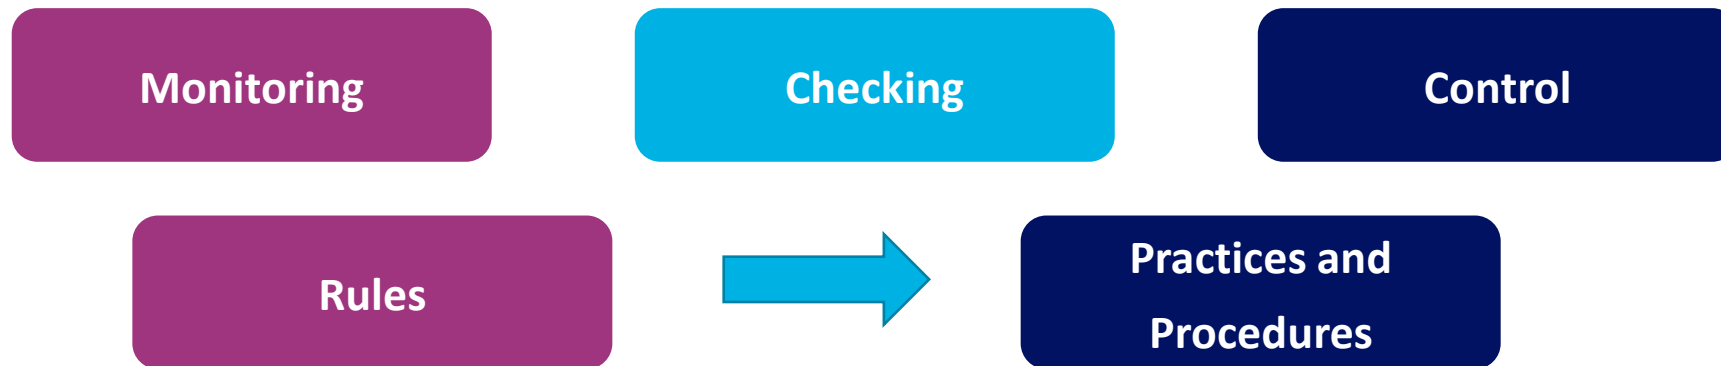 Monitoring
Checking
Control
Rules
Practices and
Procedures